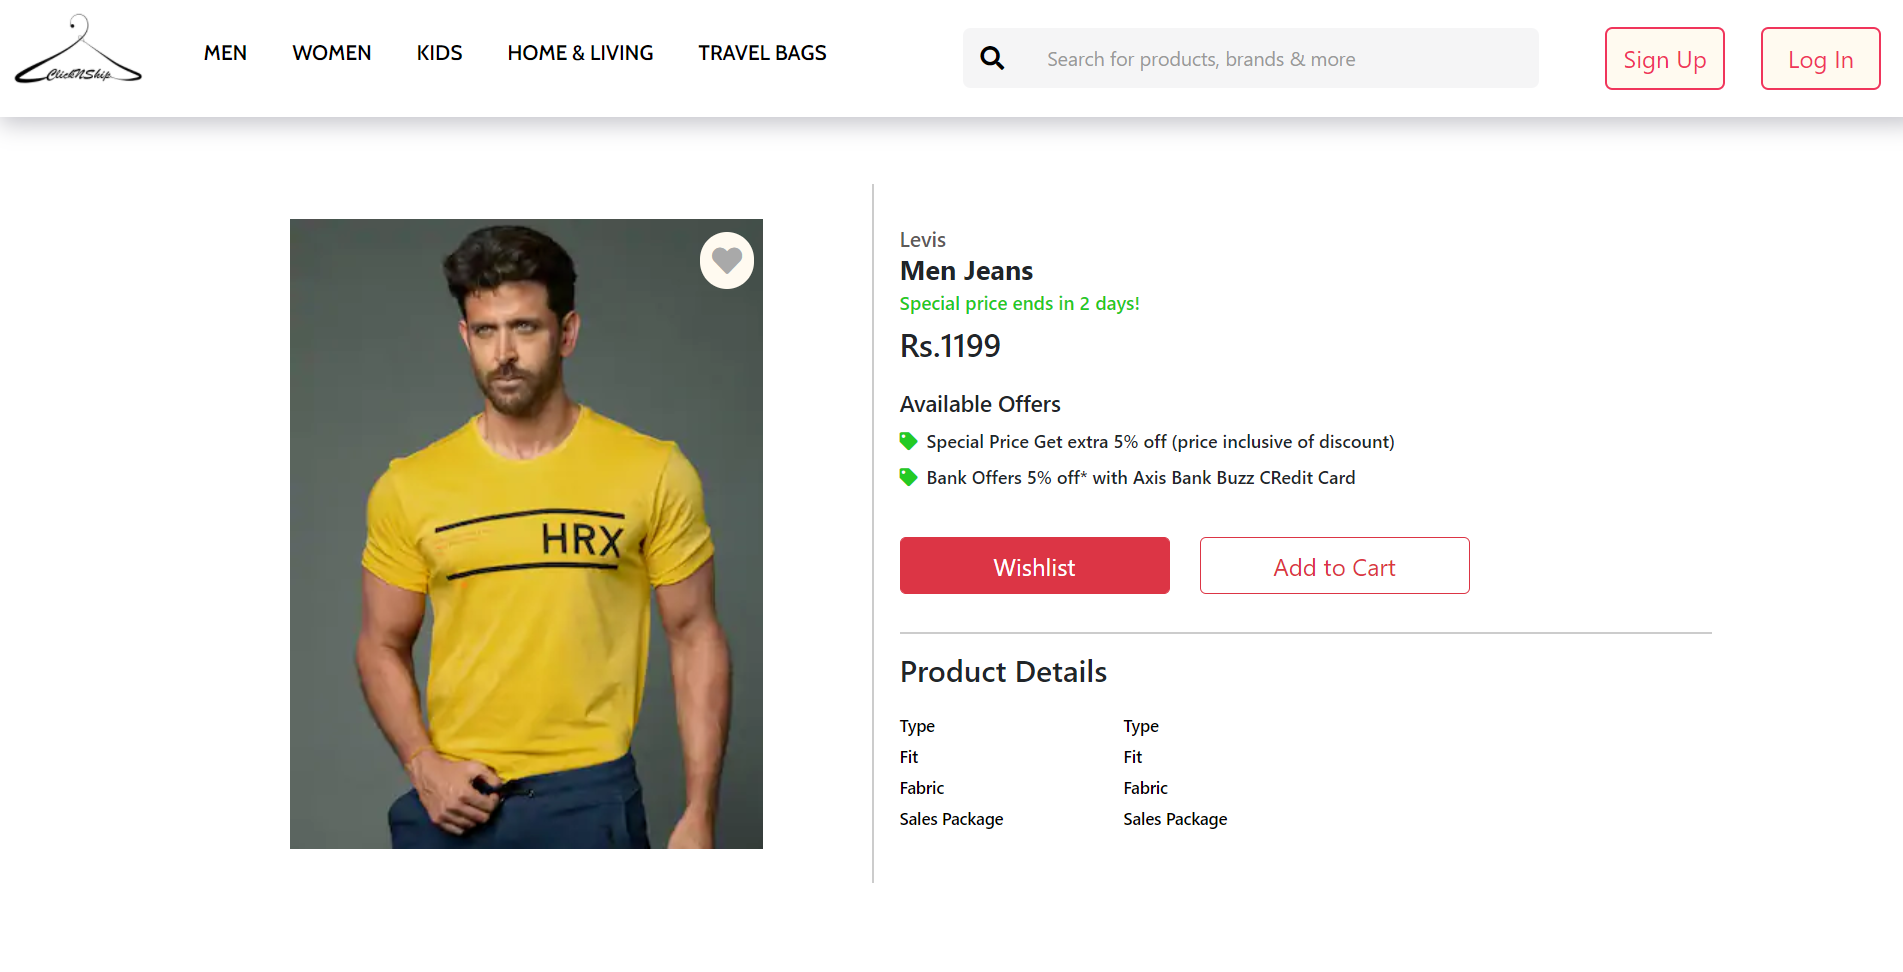 ClickNShip
MEN WOMEN KIDS HOME & LIVING TRAVEL BAGS
Search for products, brands & more
Sign Up Log In
Levis
Men Jeans
Special price ends in 2 days!
Rs.1199
Available Offers
Special Price Get extra 5% off (price inclusive of discount)
Bank Offers 5% off* with Axis Bank Buzz CRedit Card
HRX
Wishlist Add to Cart
Product Details
Type Type
Fit Fit
Fabric Fabric
Sales Package Sales Package